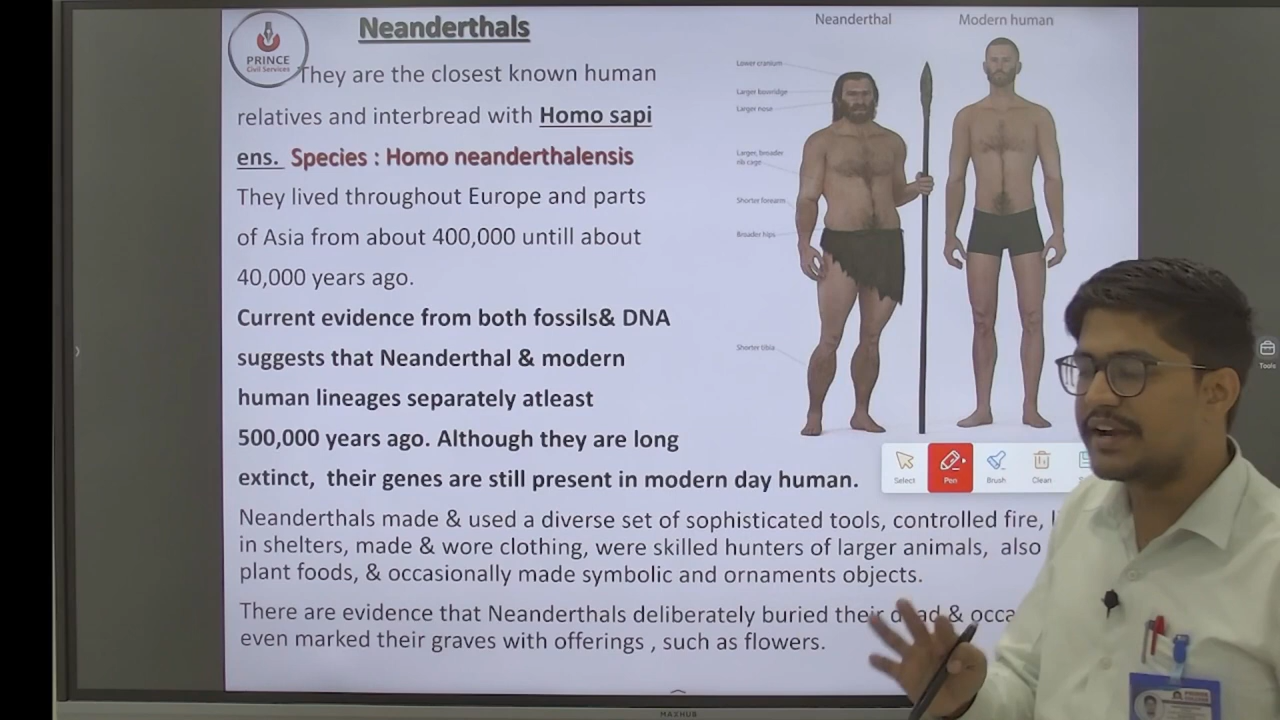 Neanderthals
PRINCE
Civil Services
They are the closest known human
relatives and interbread with Homo sapi
ens. Species : Homo neanderthalensis
They lived throughout Europe and parts
of Asia from about 400,000 untill about
40,000 years ago.
Current evidence from both fossils& DNA
suggests that Neanderthal & modern
human lineages separately atleast
500,000 years ago. Although they are long
extinct, their genes are still present in modern day human.
Neanderthals made & used a diverse set of sophisticated tools, controlled fire,
in shelters, made & wore clothing, were skilled hunters of larger animals, also
plant foods, & occasionally made symbolic and ornaments objects.
There are evidence that Neanderthals deliberately buried their dead &
even marked their graves with offerings , such as flowers.
Neanderthal
Modern human
Lower cranium
Larger browridge
Larger nose
Larger, broader
rib cage
Shorter forearm
Broader hips
Shorter tibia
Select
Pen
Brush
Clean
Tools
MAXHUB
PRINCE